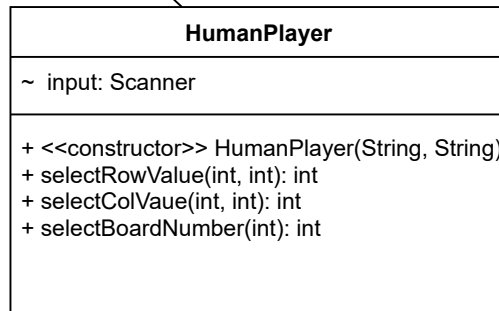 HumanPlayer
~ input: Scanner
+ <<constructor>> HumanPlayer(String, String)
+ selectRowValue(int, int): int
+ selectColVaue(int, int): int
+ selectBoardNumber(int): int